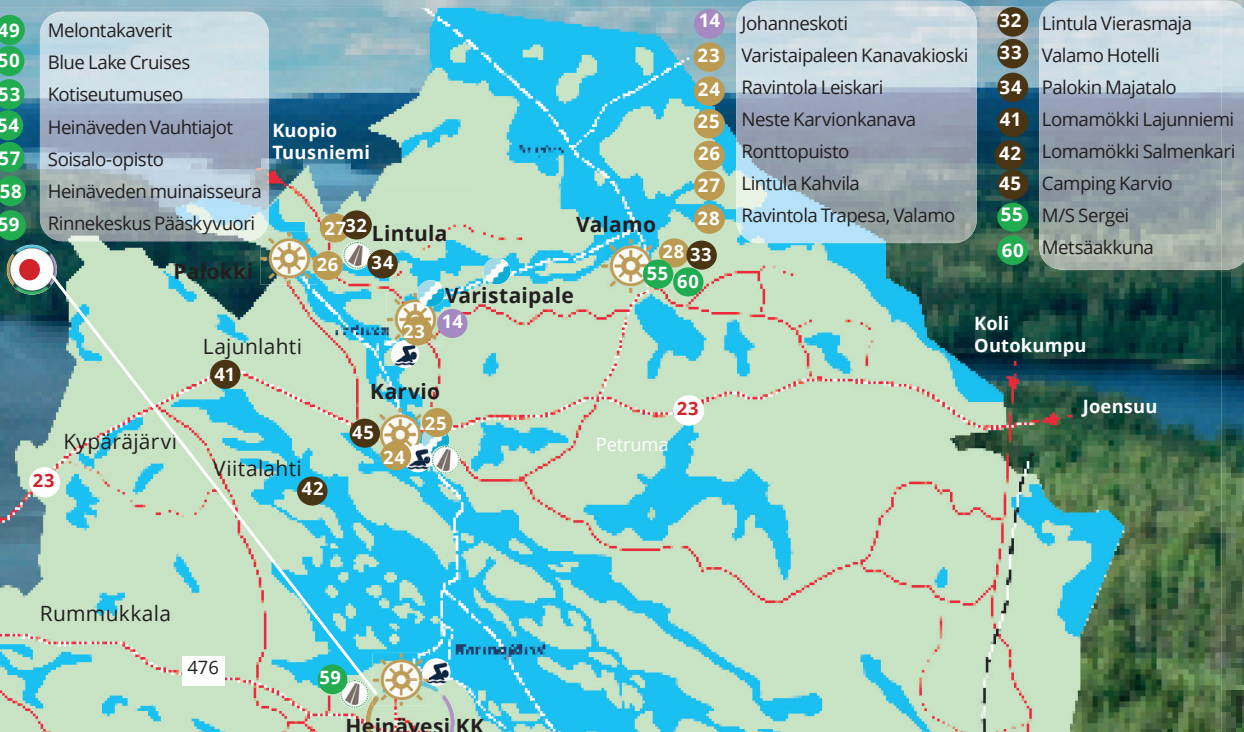 49 Melontakaverit
50 Blue Lake Cruises
53 Kotiseutumuseo
54 Heinäveden Vauhtiajot
57 Soisalo-opisto
58 Heinäveden muinaisseura
59 Rinnekeskus Pääskyvuori
14 Johanneskoti
23 Varistaipaleen Kanavakioski
24 Ravintola Leiskari
25 Neste Karvionkanava
26 Ronttopuisto
27 Lintula Kahvila
28 Ravintola Trapesa, Valamo
32 Lintula Vierasmaja
33 Valamo Hotelli
34 Palokin Majatalo
41 Lomamökki Lajunniemi
42 Lomamökki Salmenkari
45 Camping Karvio
55 M/S Sergei
60 Metsäakkuna
Kuopio
Tuusniemi
27 32
Lintula
26 34
Palokki
Valamo
28 33
55 60
Varistaipale
23 14
Koli
Outokumpu
Joensuu
Lajunlahti
41
Karvio
45 25
24
23
Petruma
Kypäräjärvi
Viitalahti
42
23
Rummukkala
476
59
Heinävesi KK